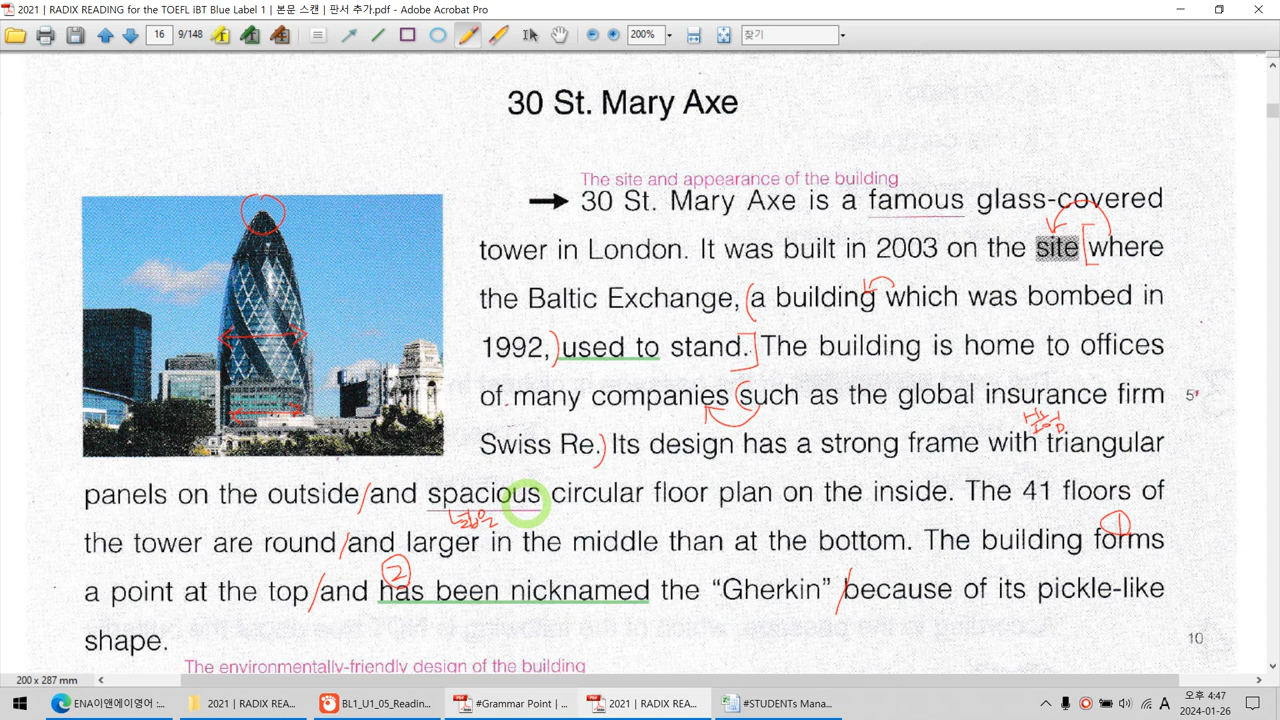 2021 | RADIX READING for the TOEFL iBT Blue Label 1 | 본문 스캔 | 판서 추가.pdf - Adobe Acrobat Pro
16 9/148 200% 찾기
30 St. Mary Axe
The site and appearance of the building
30 St. Mary Axe is a famous glass-covered
tower in London. It was built in 2003 on the site where
the Baltic Exchange, a building which was bombed in
1992, used to stand. The building is home to offices
of many companies such as the global insurance firm
5
보험
Swiss Re. Its design has a strong frame with triangular
panels on the outside and spacious circular floor plan on the inside. The 41 floors of
넓은
1
the tower are round and larger in the middle than at the bottom. The building forms
2
a point at the top and has been nicknamed the “Gherkin” because of its pickle-like
shape.
10
The environmentally-friendly design of the building
200 x 287 mm
ENA이앤에이영어 :...
2021 | RADIX REA...
BL1_U1_05_Readin...
#Grammar Point | ...
2021 | RADIX REA...
#STUDENTs Mana...
A
오후 4:47
2024-01-26